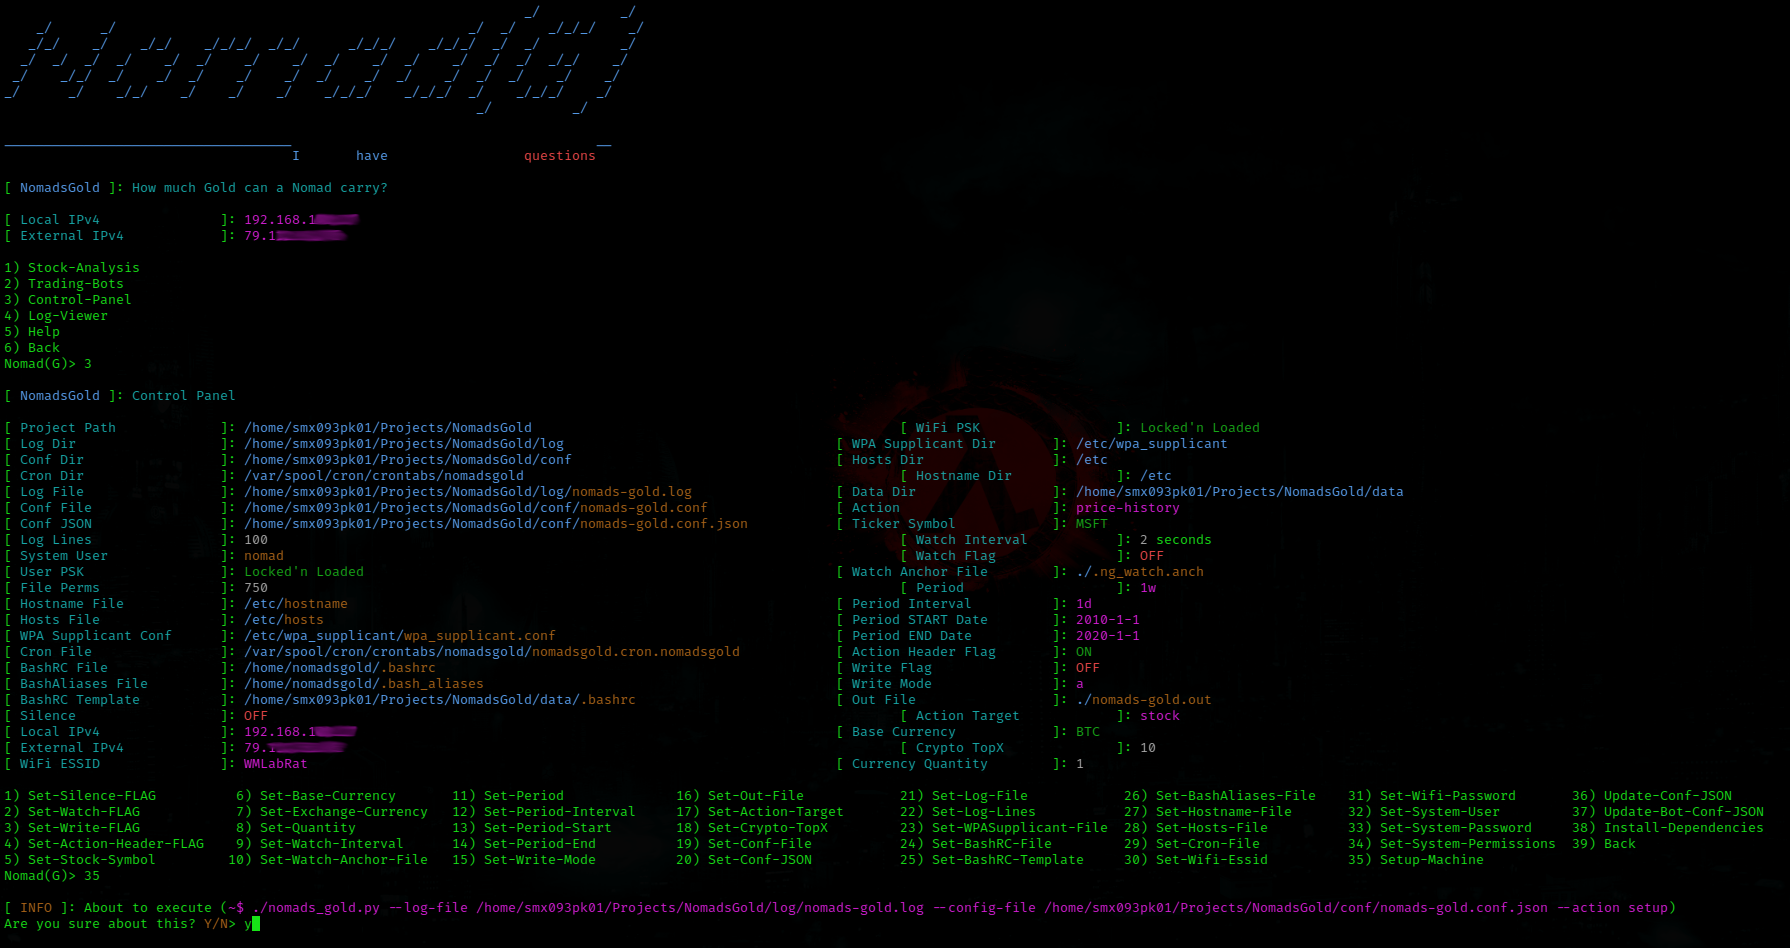 Nomad(G)
I have questions
[ NomadsGold ]: How much Gold can a Nomad carry?
[ Local IPv4 ]: 192.168.1
[ External IPv4 ]: 79.1
1) Stock-Analysis
2) Trading-Bots
3) Control-Panel
4) Log-Viewer
5) Help
6) Back
Nomad(G)> 3
[ NomadsGold ]: Control Panel
[ Project Path ]: /home/smx093pk01/Projects/NomadsGold [ WiFi PSK ]: Locked'n Loaded
[ Log Dir ]: /home/smx093pk01/Projects/NomadsGold/log [ WPA Supplicant Dir ]: /etc/wpa_supplicant
[ Conf Dir ]: /home/smx093pk01/Projects/NomadsGold/conf [ Hosts Dir ]: /etc
[ Cron Dir ]: /var/spool/cron/crontabs/nomadsgold [ Hostname Dir ]: /etc
[ Log File ]: /home/smx093pk01/Projects/NomadsGold/log/nomads-gold.log [ Data Dir ]: /home/smx093pk01/Projects/NomadsGold/data
[ Conf File ]: /home/smx093pk01/Projects/NomadsGold/conf/nomads-gold.conf [ Action ]: price-history
[ Conf JSON ]: /home/smx093pk01/Projects/NomadsGold/conf/nomads-gold.conf.json [ Ticker Symbol ]: MSFT
[ Log Lines ]: 100 [ Watch Interval ]: 2 seconds
[ System User ]: nomad [ Watch Flag ]: OFF
[ User PSK ]: Locked'n Loaded [ Watch Anchor File ]: ./.ng_watch.anch
[ File Perms ]: 750 [ Period ]: 1w
[ Hostname File ]: /etc/hostname [ Period Interval ]: 1d
[ Hosts File ]: /etc/hosts [ Period START Date ]: 2010-1-1
[ WPA Supplicant Conf ]: /etc/wpa_supplicant/wpa_supplicant.conf [ Period END Date ]: 2020-1-1
[ Cron File ]: /var/spool/cron/crontabs/nomadsgold/nomadsgold.cron.nomadsgold [ Action Header Flag ]: ON
[ BashRC File ]: /home/nomadsgold/.bashrc [ Write Flag ]: OFF
[ BashAliases File ]: /home/nomadsgold/.bash_aliases [ Write Mode ]: a
[ BashRC Template ]: /home/smx093pk01/Projects/NomadsGold/data/.bashrc [ Out File ]: ./nomads-gold.out
[ Silence ]: OFF [ Action Target ]: stock
[ Local IPv4 ]: 192.168.1 [ Base Currency ]: BTC
[ External IPv4 ]: 79.1 [ Crypto TopX ]: 10
[ WiFi ESSID ]: WMLabRat [ Currency Quantity ]: 1
1) Set-Silence-FLAG 6) Set-Base-Currency 11) Set-Period 16) Set-Out-File 21) Set-Log-File 26) Set-BashAliases-File 31) Set-Wifi-Password 36) Update-Conf-JSON
2) Set-Watch-FLAG 7) Set-Exchange-Currency 12) Set-Period-Interval 17) Set-Action-Target 22) Set-Log-Lines 27) Set-Hostname-File 32) Set-System-User 37) Update-Bot-Conf-JSON
3) Set-Write-FLAG 8) Set-Quantity 13) Set-Period-Start 18) Set-Crypto-TopX 23) Set-WPASupplicant-File 28) Set-Hosts-File 33) Set-System-Password 38) Install-Dependencies
4) Set-Action-Header-FLAG 9) Set-Watch-Interval 14) Set-Period-End 19) Set-Conf-File 24) Set-BashRC-File 29) Set-Cron-File 34) Set-System-Permissions 39) Back
5) Set-Stock-Symbol 10) Set-Watch-Anchor-File 15) Set-Write-Mode 20) Set-Conf-JSON 25) Set-BashRC-Template 30) Set-Wifi-Essid 35) Setup-Machine
Nomad(G)> 35
[ INFO ]: About to execute (~$ ./nomads_gold.py --log-file /home/smx093pk01/Projects/NomadsGold/log/nomads-gold.log --config-file /home/smx093pk01/Projects/NomadsGold/conf/nomads-gold.conf.json --action setup)
Are you sure about this? Y/N> y